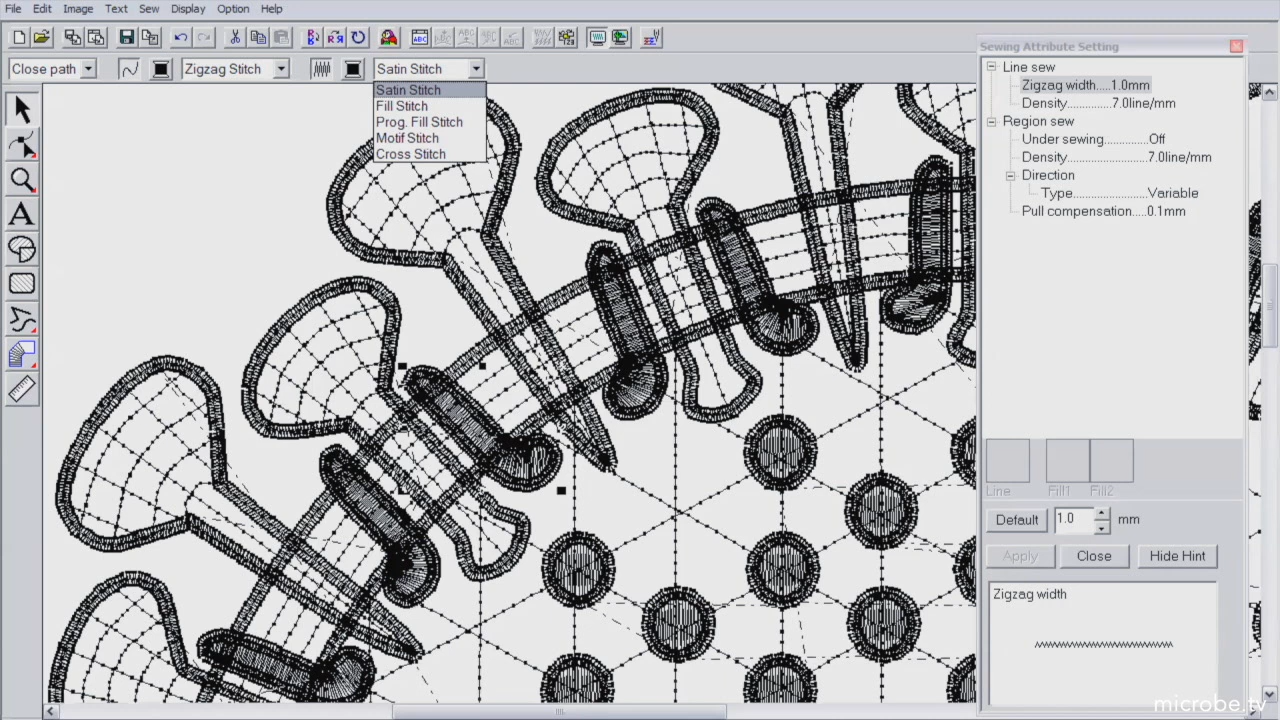 File Edit Image Text Sew Display Option Help
Close path Zigzag Stitch Satin Stitch
Satin Stitch
Fill Stitch
Prog. Fill Stitch
Motif Stitch
Cross Stitch
A
Sewing Attribute Setting
Line sew
Zigzag width.....1.0mm
Density..............7.0line/mm
Region sew
Under sewing............Off
Density.......................7.0line/mm
Direction
Type.........................Variable
Pull compensation....0.1mm
Line Fill1 Fill2
Default 1.0 mm
Apply Close Hide Hint
Zigzag width
microbe.tv